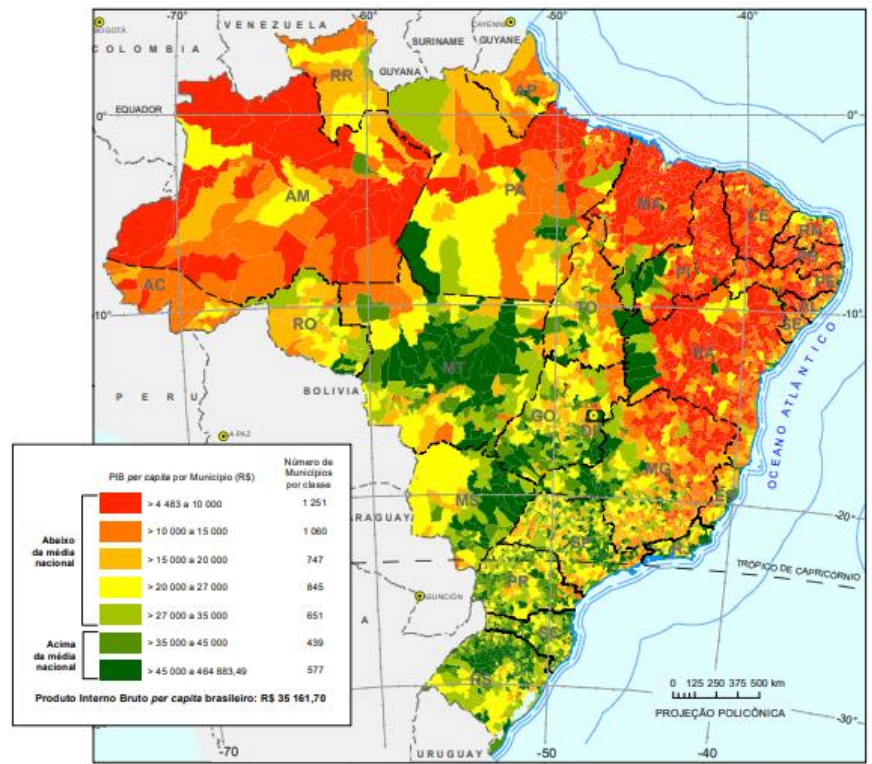 -70°
-60°
-50°
-40°
BOGOTÁ
VENEZUELA
CAYENNE
COLOMBIA
SURINAME
GUYANE
GUYANA
RR
AP
EQUADOR
0°
0°
AM
PA
MA
CE
RN
PB
PI
PE
AC
AL
-10°
TO
SE
-10°
RO
BA
MT
PERU
BOLIVIA
LA PAZ
GO
DF
OCEANO ATLÂNTICO
MG
MS
ES
-20°
PARAGUAY
SP
RJ
TRÓPICO DE CAPRICÓRNIO
PR
ASUNCIÓN
A
SC
RS
PIB per capita por Município (R$)
Número de
Municípios
por classe
Abaixo
da média
nacional
> 4 483 a 10 000 1 251
> 10 000 a 15 000 1 060
> 15 000 a 20 000 747
> 20 000 a 27 000 845
> 27 000 a 35 000 651
Acima
da média
nacional
> 35 000 a 45 000 439
> 45 000 a 464 883,49 577
Produto Interno Bruto per capita brasileiro: R$ 35 161,70
0 125 250 375 500 km
PROJEÇÃO POLICÔNICA
-30°
URUGUAY
-70
-60
-50
-40